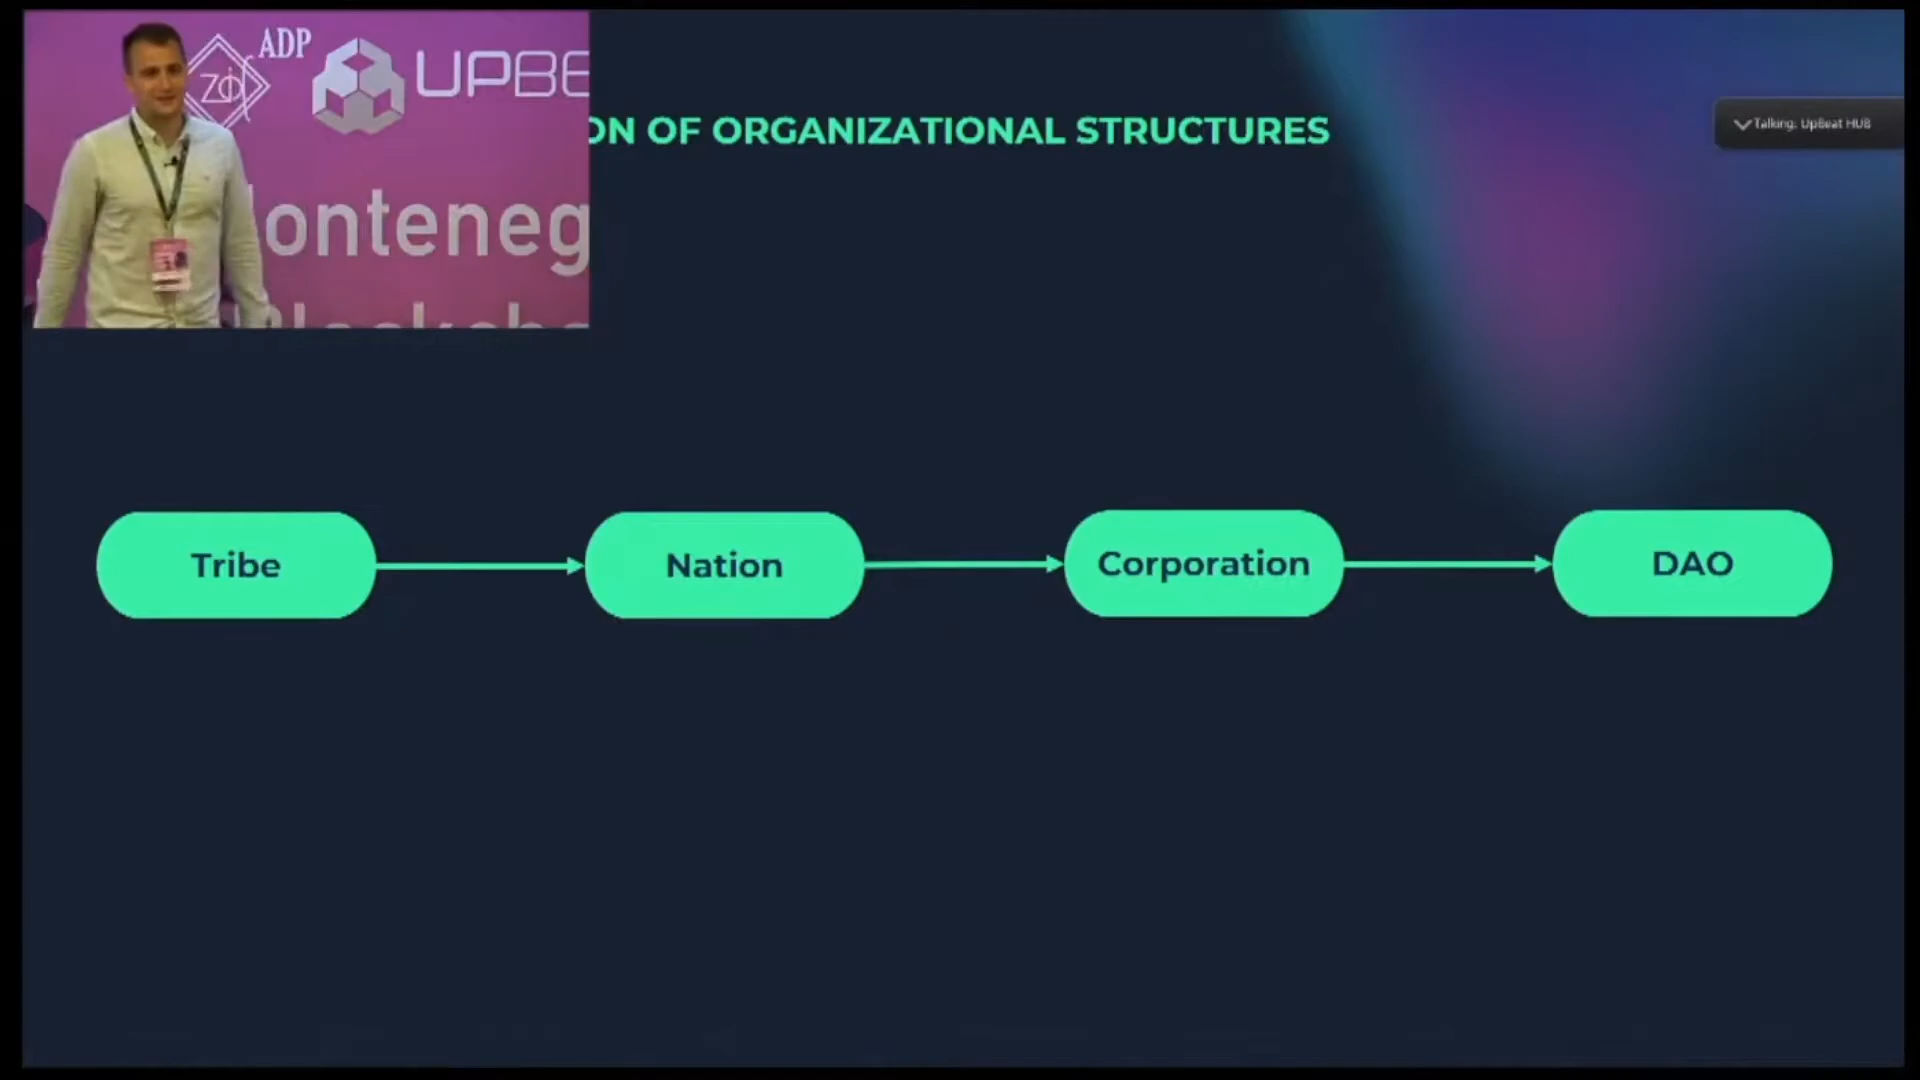 ADP
UPBE
ON OF ORGANIZATIONAL STRUCTURES
Talking: UpBeat HUB
onteneg
Tribe
Nation
Corporation
DAO